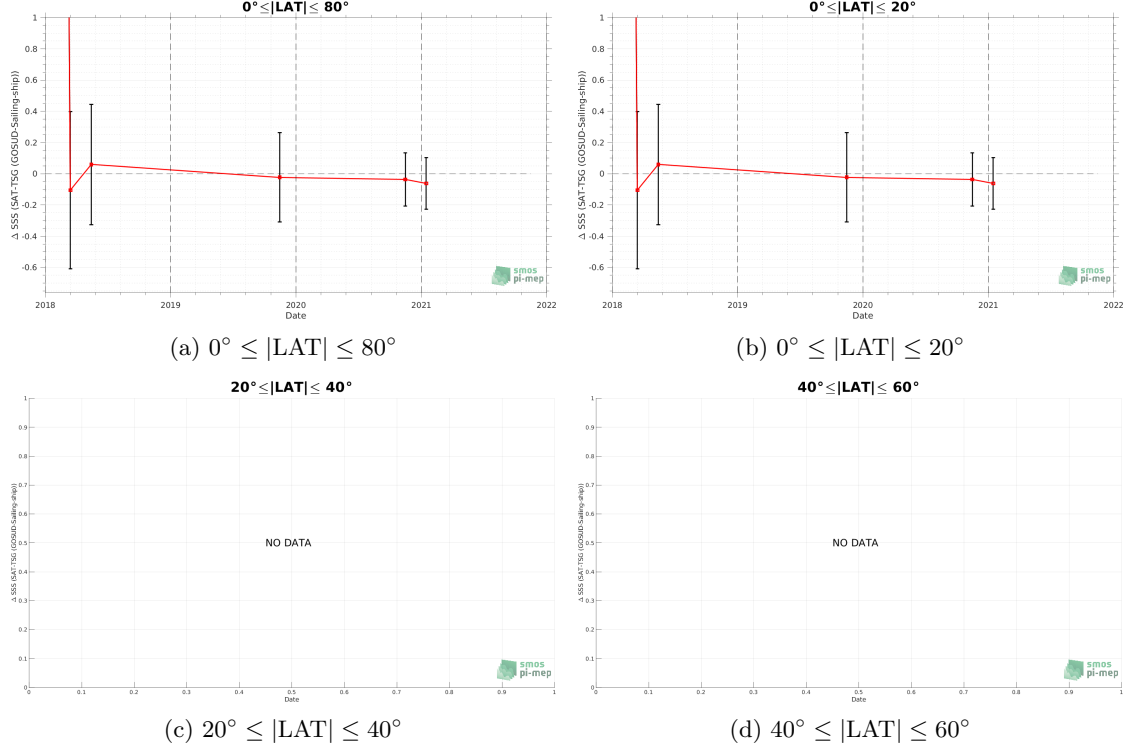 0°≤|LAT|≤ 80°
Δ SSS (SAT-TSG (GOSUD-Sailing-ship))
1
0.8
0.6
0.4
0.2
0
-0.2
-0.4
-0.6
2018 2019 2020 2021 2022
Date
smos
pi-mep
(a) 0° ≤ |LAT| ≤ 80°
0°≤|LAT|≤ 20°
Δ SSS (SAT-TSG (GOSUD-Sailing-ship))
1
0.8
0.6
0.4
0.2
0
-0.2
-0.4
-0.6
2018 2019 2020 2021 2022
Date
smos
pi-mep
(b) 0° ≤ |LAT| ≤ 20°
20°≤|LAT|≤ 40°
Δ SSS (SAT-TSG (GOSUD-Sailing-ship))
1
0.9
0.8
0.7
0.6
0.5
0.4
0.3
0.2
0.1
0
NO DATA
0 0.1 0.2 0.3 0.4 0.5 0.6 0.7 0.8 0.9 1
Date
smos
pi-mep
(c) 20° ≤ |LAT| ≤ 40°
40°≤|LAT|≤ 60°
Δ SSS (SAT-TSG (GOSUD-Sailing-ship))
1
0.9
0.8
0.7
0.6
0.5
0.4
0.3
0.2
0.1
0
NO DATA
0 0.1 0.2 0.3 0.4 0.5 0.6 0.7 0.8 0.9 1
Date
smos
pi-mep
(d) 40° ≤ |LAT| ≤ 60°